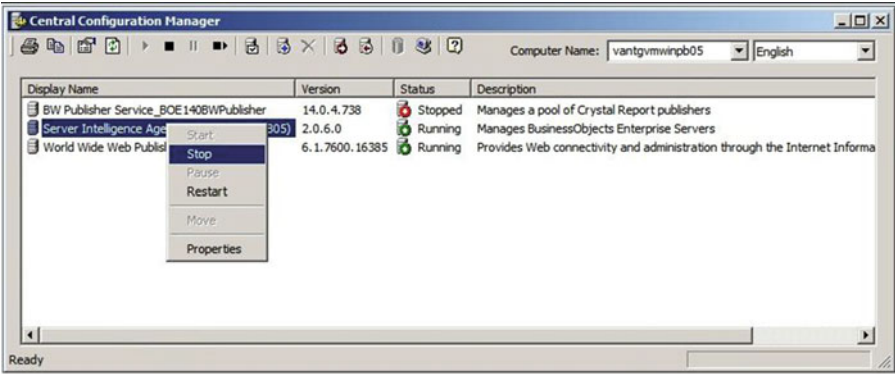 Central Configuration Manager
Computer Name: vantgvmwinpb05 English
Display Name Version Status Description
BW Publisher Service_BOE140BWPublisher 14.0.4.738 Stopped Manages a pool of Crystal Report publishers
Server Intelligence Age 305) 2.0.6.0 Running Manages BusinessObjects Enterprise Servers
World Wide Web Publis 6.1.7600.16385 Running Provides Web connectivity and administration through the Internet Informa
Start
Stop
Pause
Restart
Move
Properties
Ready